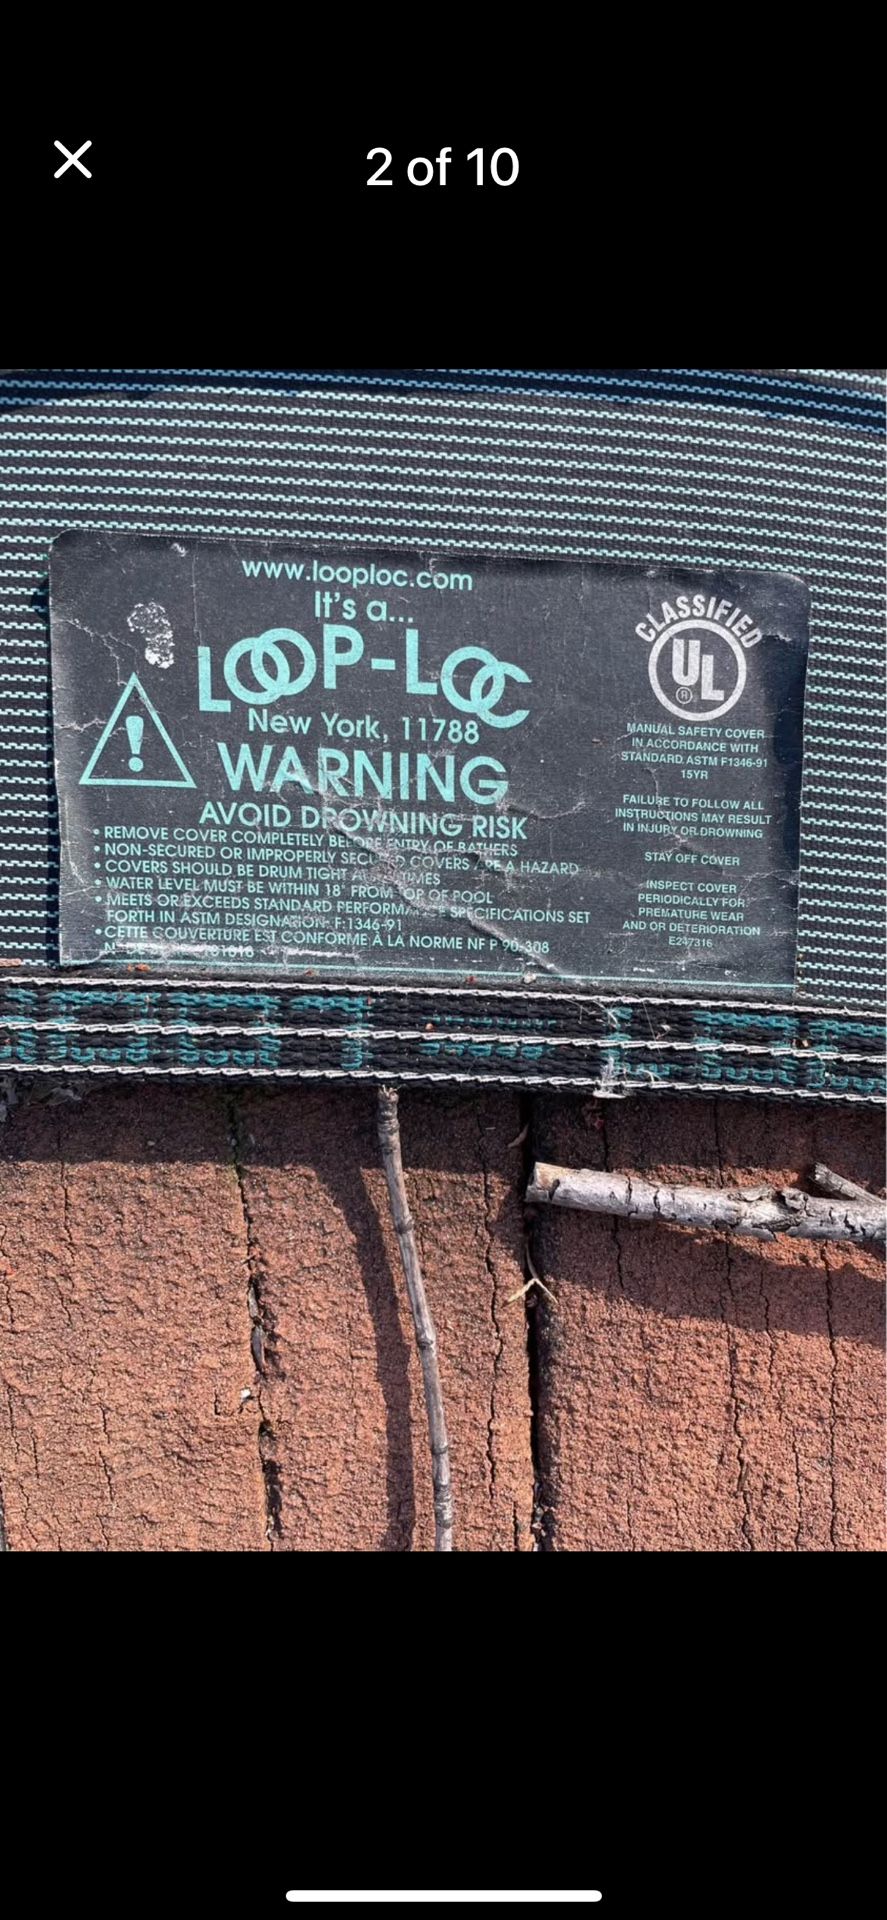 2 of 10
www.looploc.com
It's a...
LOOP-LOC
New York, 11788
WARNING
AVOID DROWNING RISK
• REMOVE COVER COMPLETELY BEFORE ENTRY OF BATHERS
• NON-SECURED OR IMPROPERLY SECURED COVERS ARE A HAZARD
• COVERS SHOULD BE DRUM TIGHT AT ALL TIMES
• WATER LEVEL MUST BE WITHIN 18" FROM TOP OF POOL
• MEETS OR EXCEEDS STANDARD PERFORMANCE SPECIFICATIONS SET
FORTH IN ASTM DESIGNATION: F:1346-91
• CETTE COUVERTURE EST CONFORME À LA NORME NF P 90-308
CLASSIFIED
UL
®
MANUAL SAFETY COVER
IN ACCORDANCE WITH
STANDARD ASTM F1346-91
15YR
FAILURE TO FOLLOW ALL
INSTRUCTIONS MAY RESULT
IN INJURY OR DROWNING
STAY OFF COVER
INSPECT COVER
PERIODICALLY FOR
PREMATURE WEAR
AND OR DETERIORATION
E247316